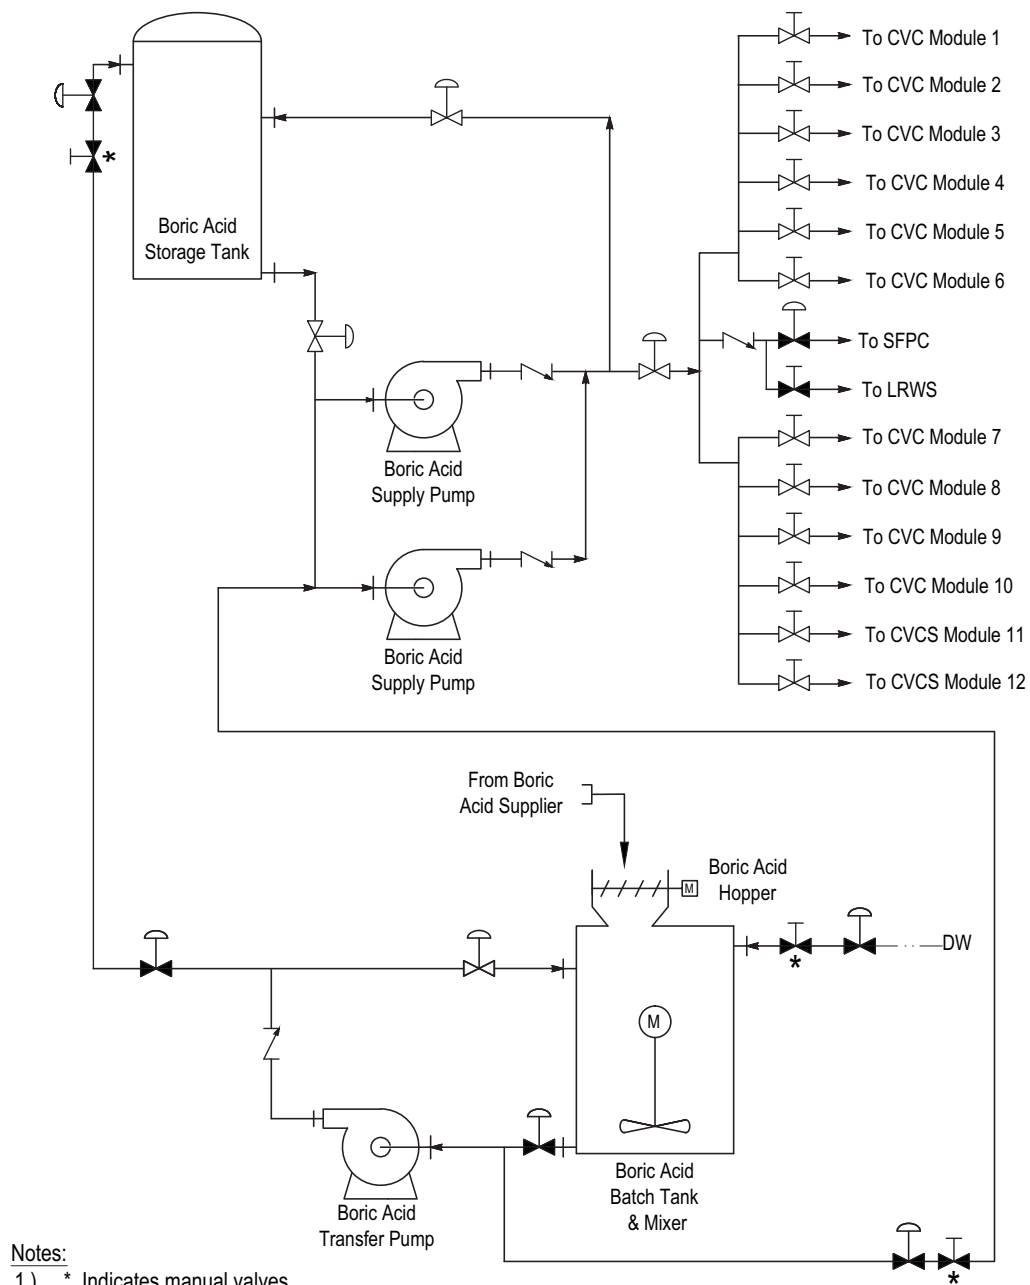 To CVC Module 1
To CVC Module 2
To CVC Module 3
To CVC Module 4
To CVC Module 5
To CVC Module 6
To SFPC
To LRWS
To CVC Module 7
To CVC Module 8
To CVC Module 9
To CVC Module 10
To CVCS Module 11
To CVCS Module 12
*
Boric Acid
Storage Tank
Boric Acid
Supply Pump
Boric Acid
Supply Pump
From Boric
Acid Supplier
Boric Acid
Hopper
M
DW
*
M
Boric Acid
Batch Tank
& Mixer
Boric Acid
Transfer Pump
*
Notes:
1.) * Indicates manual valves